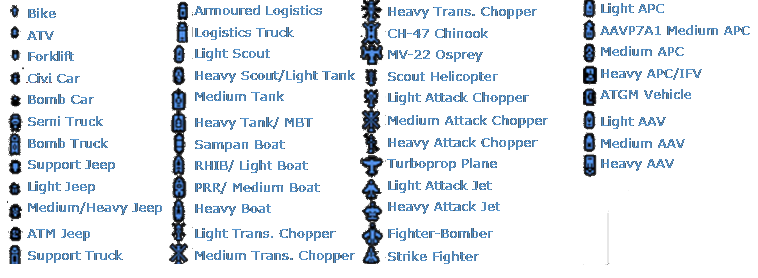 Bike
ATV
Forklift
Civi Car
Bomb Car
Semi Truck
Bomb Truck
Support Jeep
Light Jeep
Medium/Heavy Jeep
ATM Jeep
Support Truck
Armoured Logistics
Logistics Truck
Light Scout
Heavy Scout/Light Tank
Medium Tank
Heavy Tank/ MBT
Sampan Boat
RHIB/ Light Boat
PRR/ Medium Boat
Heavy Boat
Light Trans. Chopper
Medium Trans. Chopper
Heavy Trans. Chopper
CH-47 Chinook
MV-22 Osprey
Scout Helicopter
Light Attack Chopper
Medium Attack Chopper
Heavy Attack Chopper
Turboprop Plane
Light Attack Jet
Heavy Attack Jet
Fighter-Bomber
Strike Fighter
Light APC
AAVP7A1 Medium APC
Medium APC
Heavy APC/IFV
ATGM Vehicle
Light AAV
Medium AAV
Heavy AAV